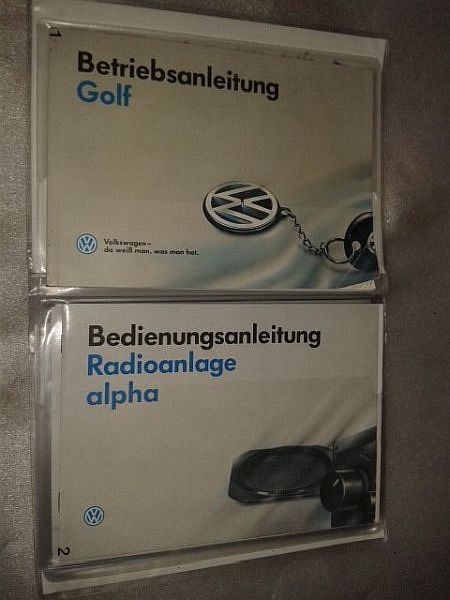 1
Betriebsanleitung
Golf
Volkswagen–
da weiß man, was man hat.
Bedienungsanleitung
Radioanlage
alpha
2